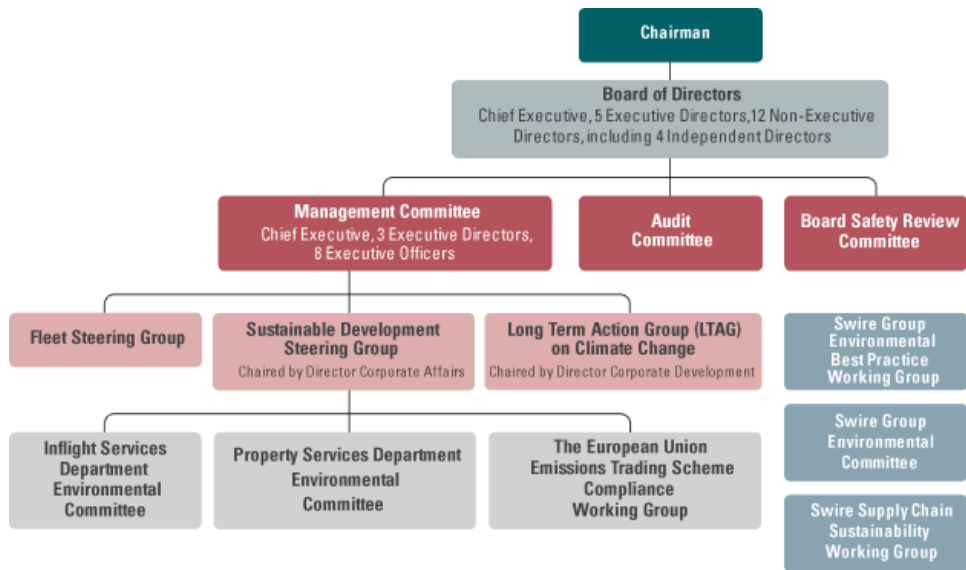 Chairman
Board of Directors
Chief Executive, 5 Executive Directors,12 Non-Executive
Directors, including 4 Independent Directors
Management Committee
Chief Executive, 3 Executive Directors,
8 Executive Officers
Audit
Committee
Board Safety Review
Committee
Fleet Steering Group
Sustainable Development
Steering Group
Chaired by Director Corporate Affairs
Long Term Action Group (LTAG)
on Climate Change
Chaired by Director Corporate Development
Swire Group
Environmental
Best Practice
Working Group
Inflight Services
Department
Environmental
Committee
Property Services Department
Environmental
Committee
The European Union
Emissions Trading Scheme
Compliance
Working Group
Swire Group
Environmental
Committee
Swire Supply Chain
Sustainability
Working Group